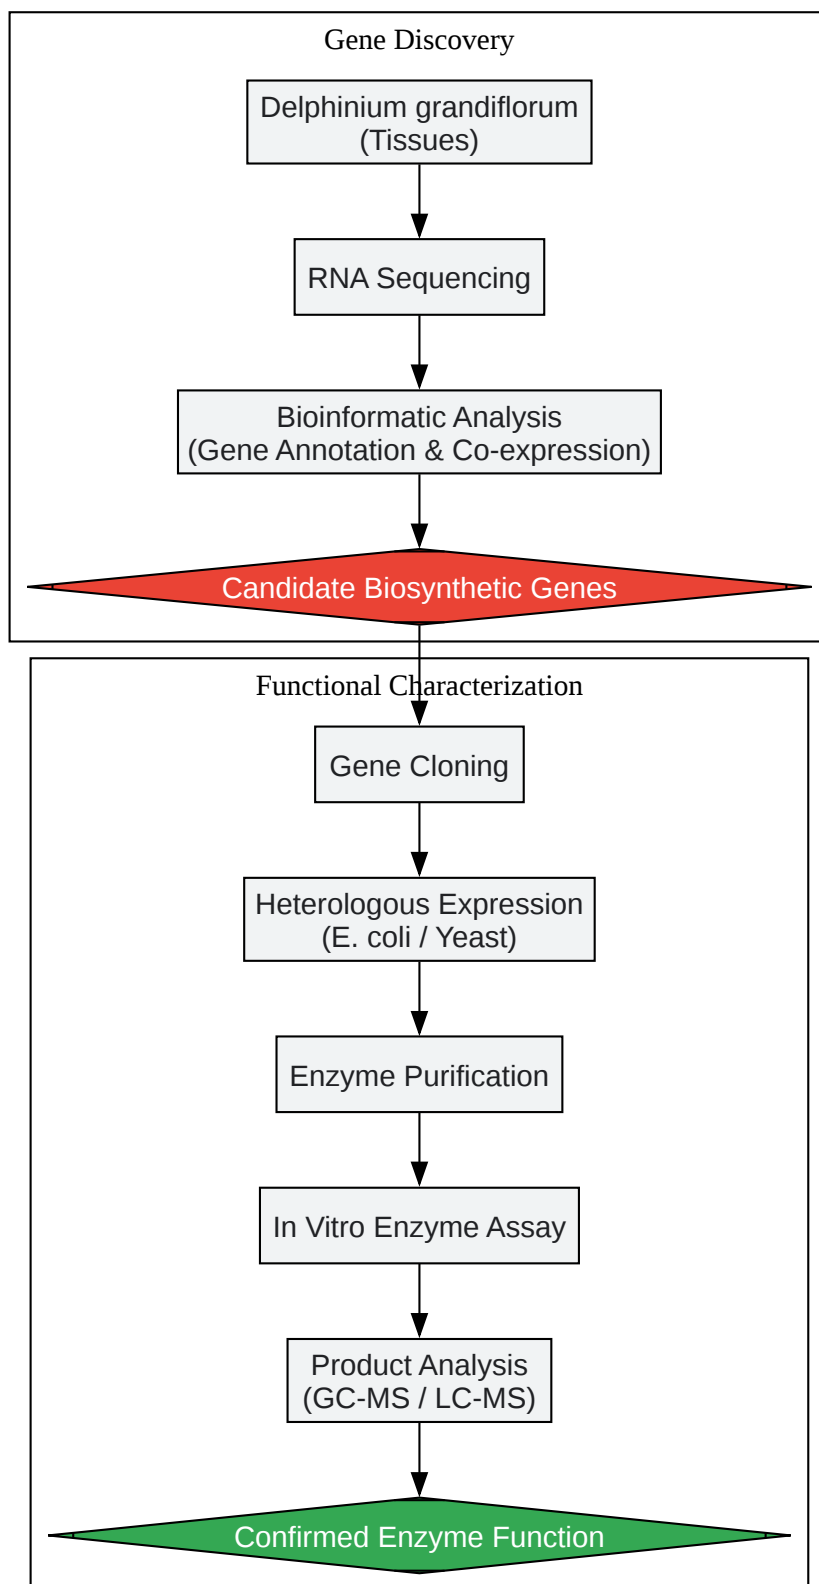 Gene Discovery
Delphinium grandiflorum
(Tissues)
RNA Sequencing
Bioinformatic Analysis
(Gene Annotation & Co-expression)
Candidate Biosynthetic Genes
Functional Characterization
Gene Cloning
Heterologous Expression
(E. coli / Yeast)
Enzyme Purification
In Vitro Enzyme Assay
Product Analysis
(GC-MS / LC-MS)
Confirmed Enzyme Function